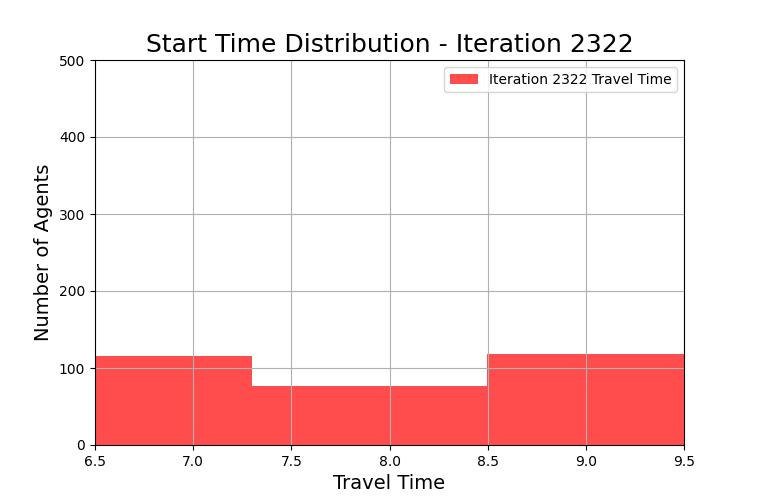 Start Time Distribution - Iteration 2322
500
Iteration 2322 Travel Time
400
300
200
100
0
Number of Agents
6.5 7.0 7.5 8.0 8.5 9.0 9.5
Travel Time